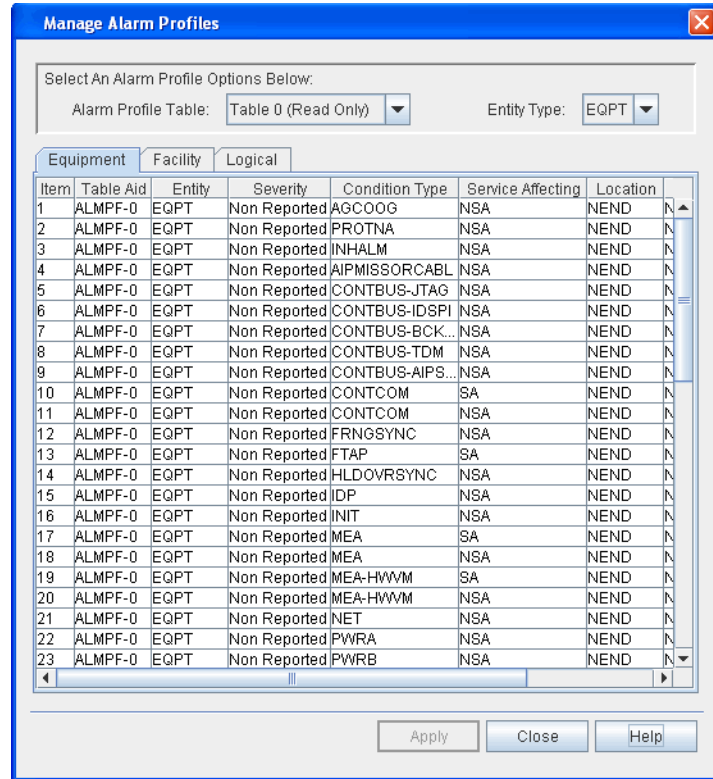 Manage Alarm Profiles
Select An Alarm Profile Options Below:
Alarm Profile Table: Table 0 (Read Only) Entity Type: EQPT
Equipment Facility Logical
Item Table Aid Entity Severity Condition Type Service Affecting Location
1 ALMPF-0 EQPT Non Reported AGCOOG NSA NEND N
2 ALMPF-0 EQPT Non Reported PROTNA NSA NEND N
3 ALMPF-0 EQPT Non Reported INHALM NSA NEND N
4 ALMPF-0 EQPT Non Reported AIPMISSORCABL NSA NEND N
5 ALMPF-0 EQPT Non Reported CONTBUS-JTAG NSA NEND N
6 ALMPF-0 EQPT Non Reported CONTBUS-IDSPI NSA NEND N
7 ALMPF-0 EQPT Non Reported CONTBUS-BCK... NSA NEND N
8 ALMPF-0 EQPT Non Reported CONTBUS-TDM NSA NEND N
9 ALMPF-0 EQPT Non Reported CONTBUS-AIPS... NSA NEND N
10 ALMPF-0 EQPT Non Reported CONTCOM SA NEND N
11 ALMPF-0 EQPT Non Reported CONTCOM NSA NEND N
12 ALMPF-0 EQPT Non Reported FRNGSYNC NSA NEND N
13 ALMPF-0 EQPT Non Reported FTAP SA NEND N
14 ALMPF-0 EQPT Non Reported HLDOVRSYNC NSA NEND N
15 ALMPF-0 EQPT Non Reported IDP NSA NEND N
16 ALMPF-0 EQPT Non Reported INIT NSA NEND N
17 ALMPF-0 EQPT Non Reported MEA SA NEND N
18 ALMPF-0 EQPT Non Reported MEA NSA NEND N
19 ALMPF-0 EQPT Non Reported MEA-HWVM SA NEND N
20 ALMPF-0 EQPT Non Reported MEA-HWVM NSA NEND N
21 ALMPF-0 EQPT Non Reported NET NSA NEND N
22 ALMPF-0 EQPT Non Reported PWRA NSA NEND N
23 ALMPF-0 EQPT Non Reported PWRB NSA NEND N
Apply Close Help